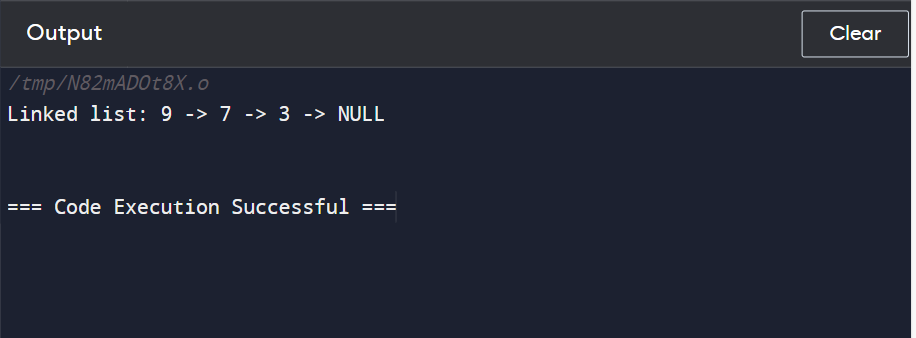 Output
Clear
/tmp/N82mADOt8X.o
Linked list: 9 -> 7 -> 3 -> NULL
=== Code Execution Successful ===